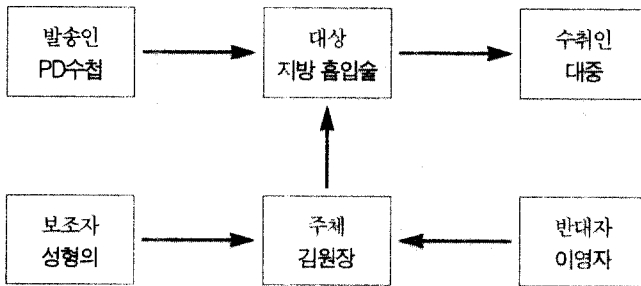 발송인
PD수첩
대상
지방 흡입술
수취인
대중
보조자
성형의
주체
김원장
반대자
이영자